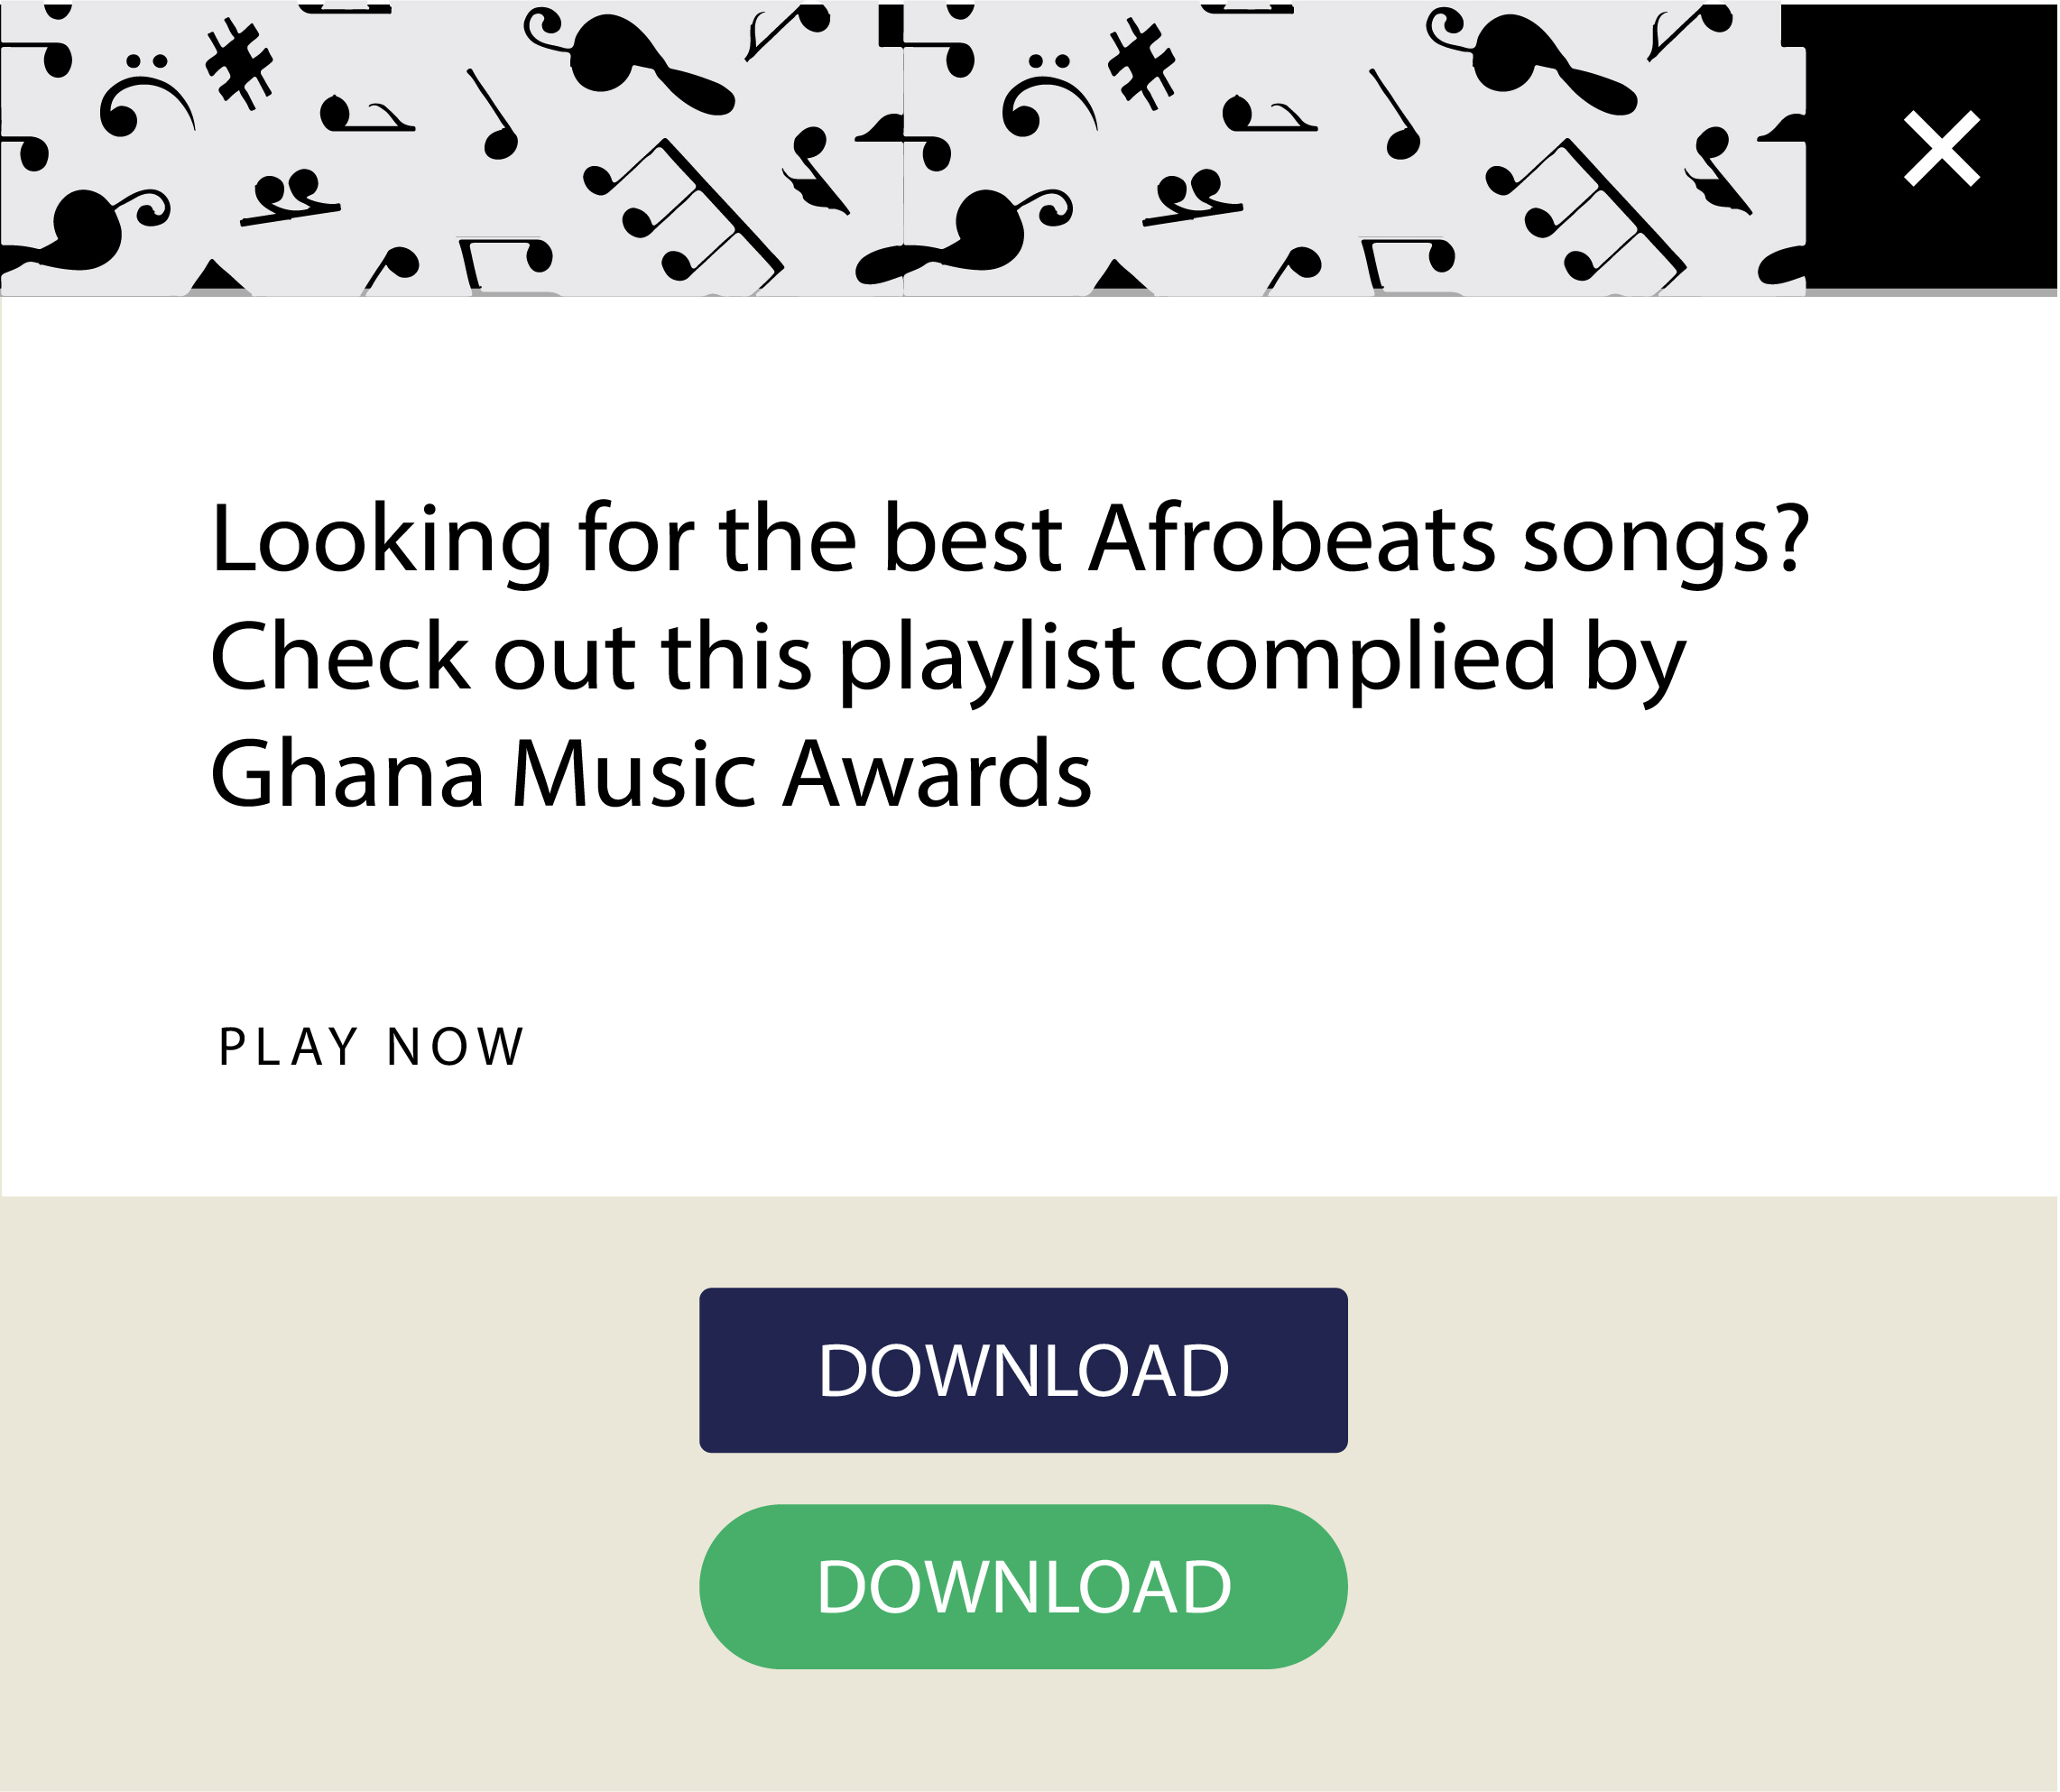 Looking for the best Afrobeats songs?
Check out this playlist complied by
Ghana Music Awards
PLAY NOW
DOWNLOAD
DOWNLOAD